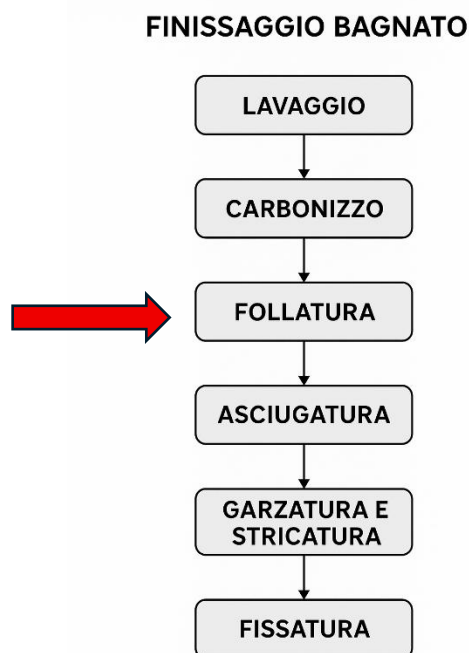 FINISSAGGIO BAGNATO
LAVAGGIO
CARBONIZZO
FOLLATURA
ASCIUGATURA
GARZATURA E
STRICATURA
FISSATURA